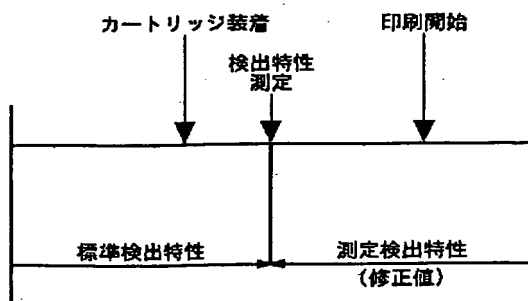 カートリッジ装着
検出特性
測定
印刷開始
標準検出特性
測定検出特性
(修正値)